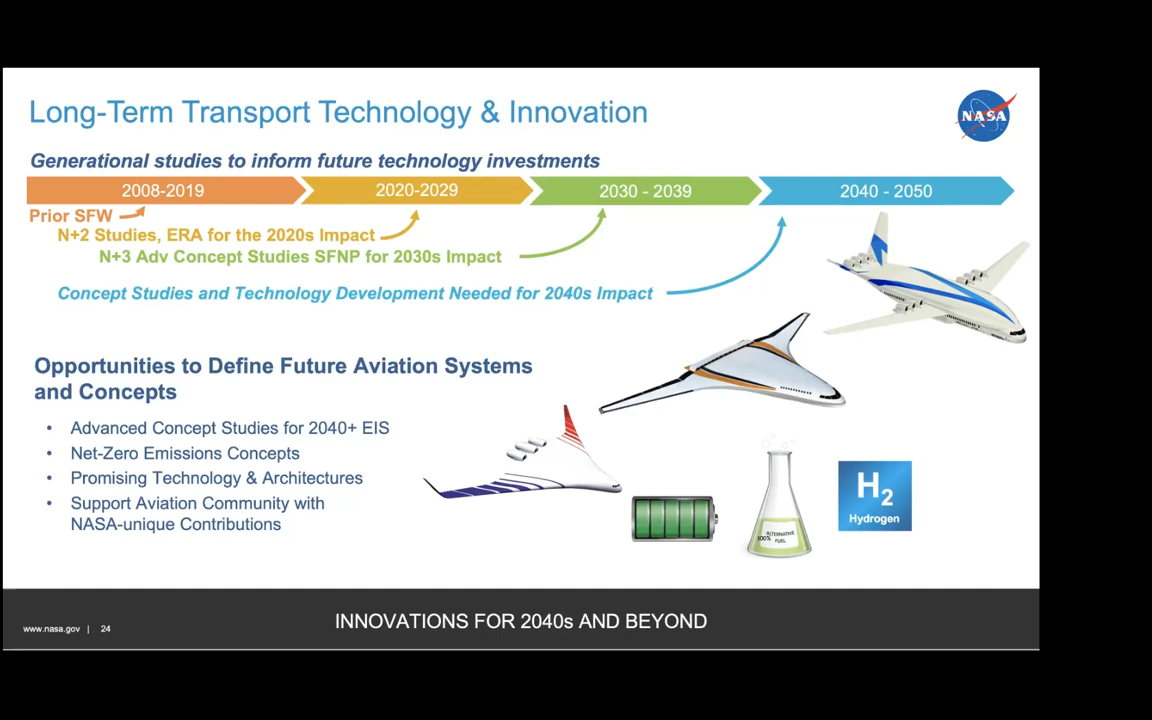 Long-Term Transport Technology & Innovation
NASA
Generational studies to inform future technology investments
2008-2019
2020-2029
2030 - 2039
2040 - 2050
Prior SFW
N+2 Studies, ERA for the 2020s Impact
N+3 Adv Concept Studies SFNP for 2030s Impact
Concept Studies and Technology Development Needed for 2040s Impact
Opportunities to Define Future Aviation Systems
and Concepts
• Advanced Concept Studies for 2040+ EIS
• Net-Zero Emissions Concepts
• Promising Technology & Architectures
• Support Aviation Community with
NASA-unique Contributions
100%
ALTERNATIVE
FUEL
H2
Hydrogen
www.nasa.gov | 24
INNOVATIONS FOR 2040s AND BEYOND